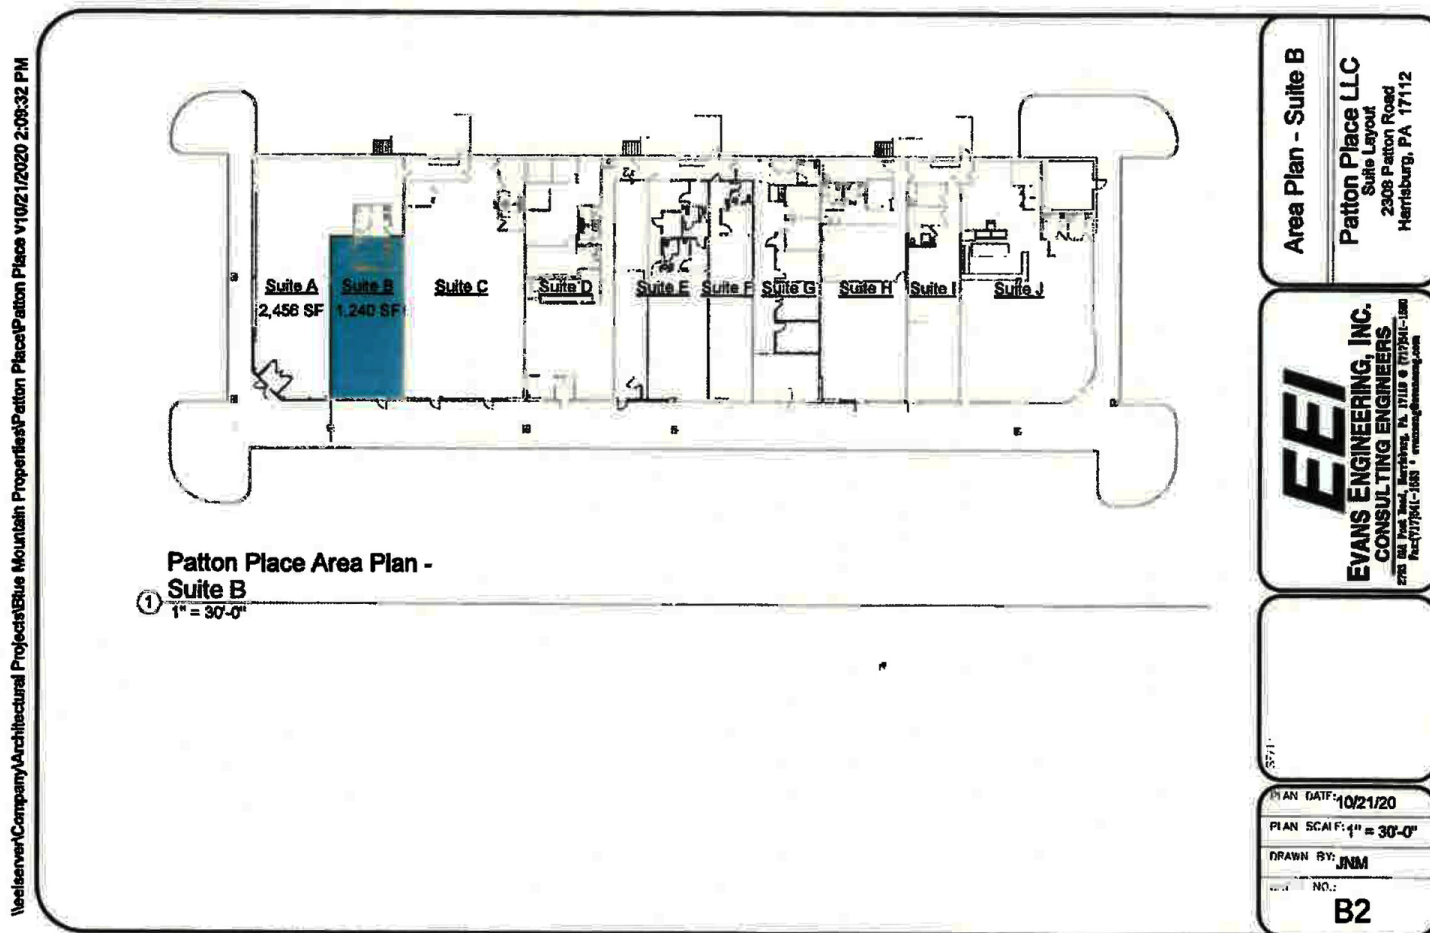 \\eeiserver\Company\Architectural Projects\Blue Mountain Properties\Patton Place\Patton Place v10/21/2020 2:09:32 PM
Suite A
2,456 SF
Suite B
1,240 SF
Suite C
Suite D
Suite E
Suite F
Suite G
Suite H
Suite I
Suite J
Patton Place Area Plan -
Suite B
1
1" = 30'-0"
Area Plan - Suite B
Patton Place LLC
Suite Layout
2308 Patton Road
Harrisburg, PA 17112
EEI
EVANS ENGINEERING, INC.
CONSULTING ENGINEERS
PLAN DATE: 10/21/20
PLAN SCALE: 1" = 30'-0"
DRAWN BY: JNM
NO.:
B2